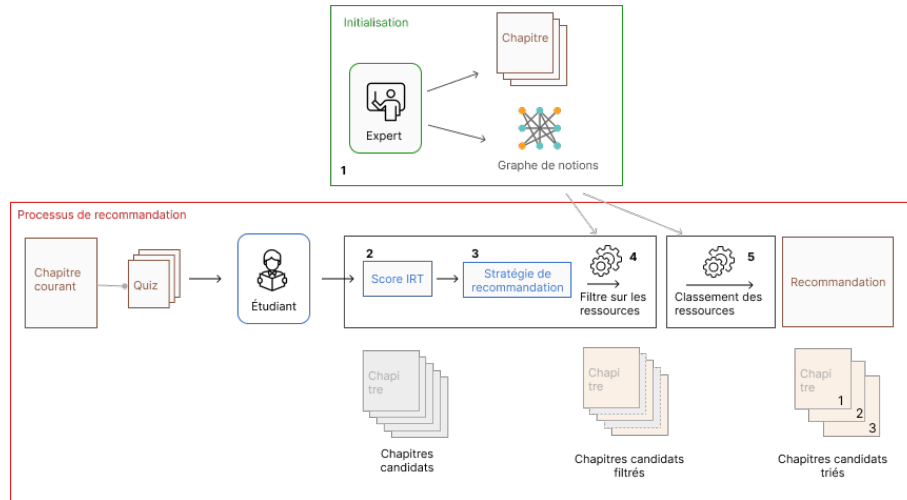 Initialisation
Chapitre
Expert
Graphe de notions
1
Processus de recommandation
Chapitre
courant
Quiz
Étudiant
2
Score IRT
3
Stratégie de
recommandation
4
Filtre sur les
ressources
5
Classement des
ressources
Recommandation
Chapi
tre
Chapitres
candidats
Chapi
tre
Chapitres candidats
filtrés
Chapi
tre
1
2
3
Chapitres candidats
triés